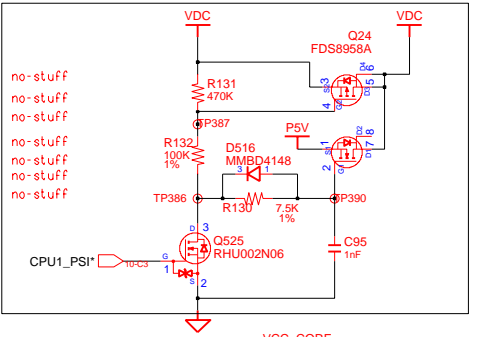 VDC
VDC
Q24
FDS8958A
D4
6
3
S2
D3
5
4
G2
no-stuff
no-stuff
no-stuff
no-stuff
no-stuff
no-stuff
no-stuff
R131
470K
TP387
P5V
D2
8
1
S1
D1
7
2
G1
R132
100K
1%
D516
MMBD4148
3
1
TP386
R130
7.5K
1%
TP390
D
3
Q525
RHU002N06
C95
1nF
CPU1_PSI*
10-C3
G
1
S
2